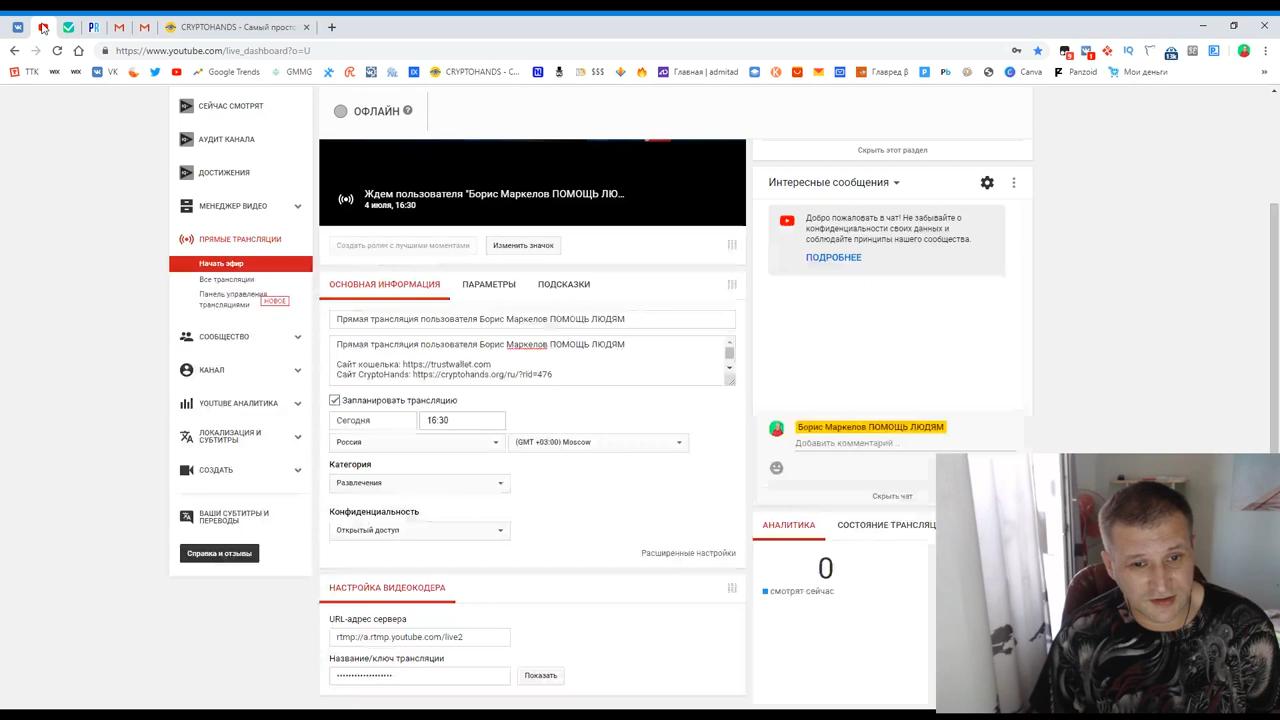 CRYPTOHANDS - Самый прост
https://www.youtube.com/live_dashboard?o=U
ТТК
WIX
WIX
VK
Google Trends
GMMG
CRYPTOHANDS - C...
$$$
Главная | admitad
Главред β
Canva
Panzoid
Мои деньги
СЕЙЧАС СМОТРЯТ
АУДИТ КАНАЛА
ДОСТИЖЕНИЯ
МЕНЕДЖЕР ВИДЕО
ПРЯМЫЕ ТРАНСЛЯЦИИ
Начать эфир
Все трансляции
Панель управления
трансляциями
НОВОЕ
СООБЩЕСТВО
КАНАЛ
YOUTUBE АНАЛИТИКА
ЛОКАЛИЗАЦИЯ И
СУБТИТРЫ
СОЗДАТЬ
ВАШИ СУБТИТРЫ И
ПЕРЕВОДЫ
Справка и отзывы
ОФЛАЙН
Ждем пользователя "Борис Маркелов ПОМОЩЬ ЛЮ...
4 июля, 16:30
Создать ролик с лучшими моментами
Изменить значок
ОСНОВНАЯ ИНФОРМАЦИЯ
ПАРАМЕТРЫ
ПОДСКАЗКИ
Прямая трансляция пользователя Борис Маркелов ПОМОЩЬ ЛЮДЯМ
Прямая трансляция пользователя Борис Маркелов ПОМОЩЬ ЛЮДЯМ
Сайт кошелька: https://trustwallet.com
Сайт CryptoHands: https://cryptohands.org/ru/?rid=476
Запланировать трансляцию
Сегодня
16:30
Россия
(GMT +03:00) Moscow
Категория
Развлечения
Конфиденциальность
Открытый доступ
Расширенные настройки
НАСТРОЙКА ВИДЕОКОДЕРА
URL-адрес сервера
rtmp://a.rtmp.youtube.com/live2
Название/ключ трансляции
Показать
Скрыть этот раздел
Интересные сообщения
Добро пожаловать в чат! Не забывайте о
конфиденциальности своих данных и
соблюдайте принципы нашего сообщества.
ПОДРОБНЕЕ
Борис Маркелов ПОМОЩЬ ЛЮДЯМ
Добавить комментарий ...
Скрыть чат
АНАЛИТИКА
СОСТОЯНИЕ ТРАНСЛЯЦ
0
смотрят сейчас